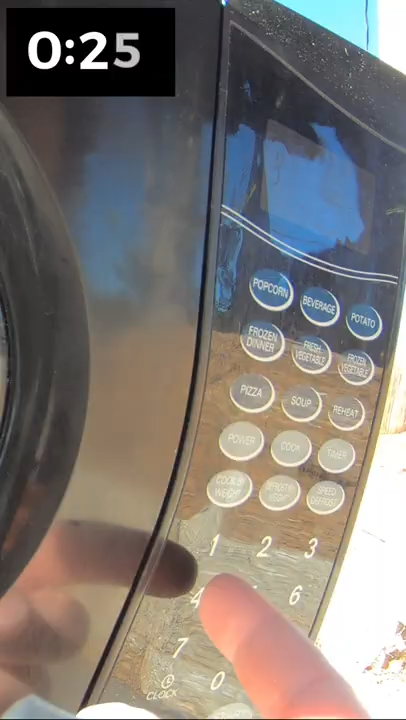 0:25
POPCORN
BEVERAGE
POTATO
FROZEN
DINNER
FRESH
VEGETABLE
FROZEN
VEGETABLE
PIZZA
SOUP
REHEAT
POWER
COOK
TIMER
COOK BY
WEIGHT
DEFROST BY
WEIGHT
SPEED
DEFROST
1 2 3
4 6
7
0
CLOCK